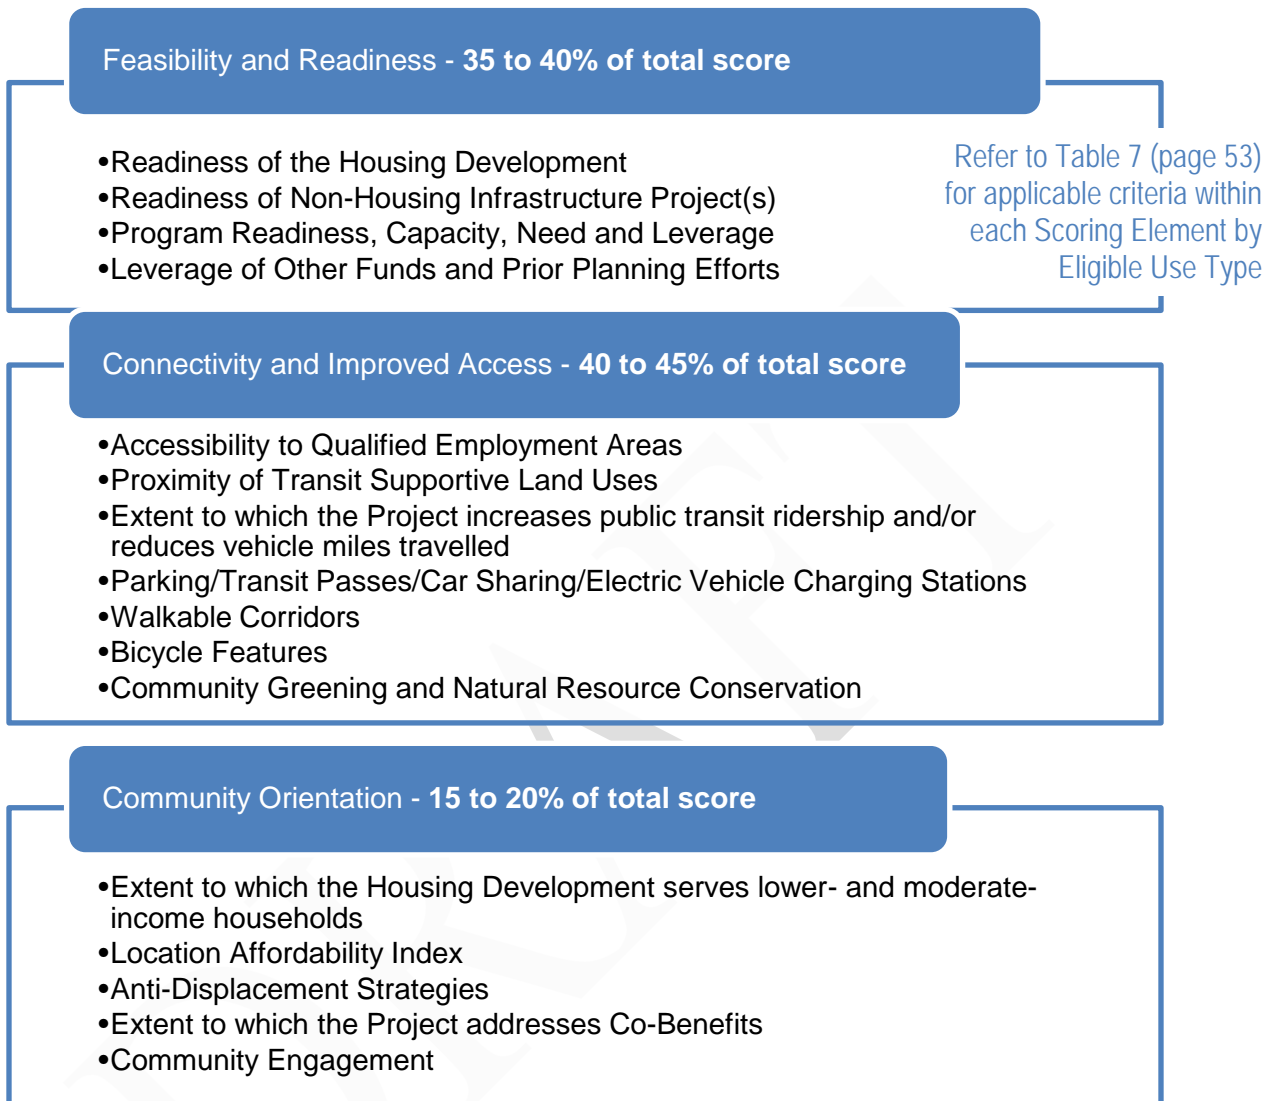 Feasibility and Readiness - 35 to 40% of total score
•Readiness of the Housing Development
•Readiness of Non-Housing Infrastructure Project(s)
•Program Readiness, Capacity, Need and Leverage
•Leverage of Other Funds and Prior Planning Efforts
Refer to Table 7 (page 53)
for applicable criteria within
each Scoring Element by
Eligible Use Type
Connectivity and Improved Access - 40 to 45% of total score
•Accessibility to Qualified Employment Areas
•Proximity of Transit Supportive Land Uses
•Extent to which the Project increases public transit ridership and/or
reduces vehicle miles travelled
•Parking/Transit Passes/Car Sharing/Electric Vehicle Charging Stations
•Walkable Corridors
•Bicycle Features
•Community Greening and Natural Resource Conservation
Community Orientation - 15 to 20% of total score
•Extent to which the Housing Development serves lower- and moderate-
income households
•Location Affordability Index
•Anti-Displacement Strategies
•Extent to which the Project addresses Co-Benefits
•Community Engagement
DRAFT